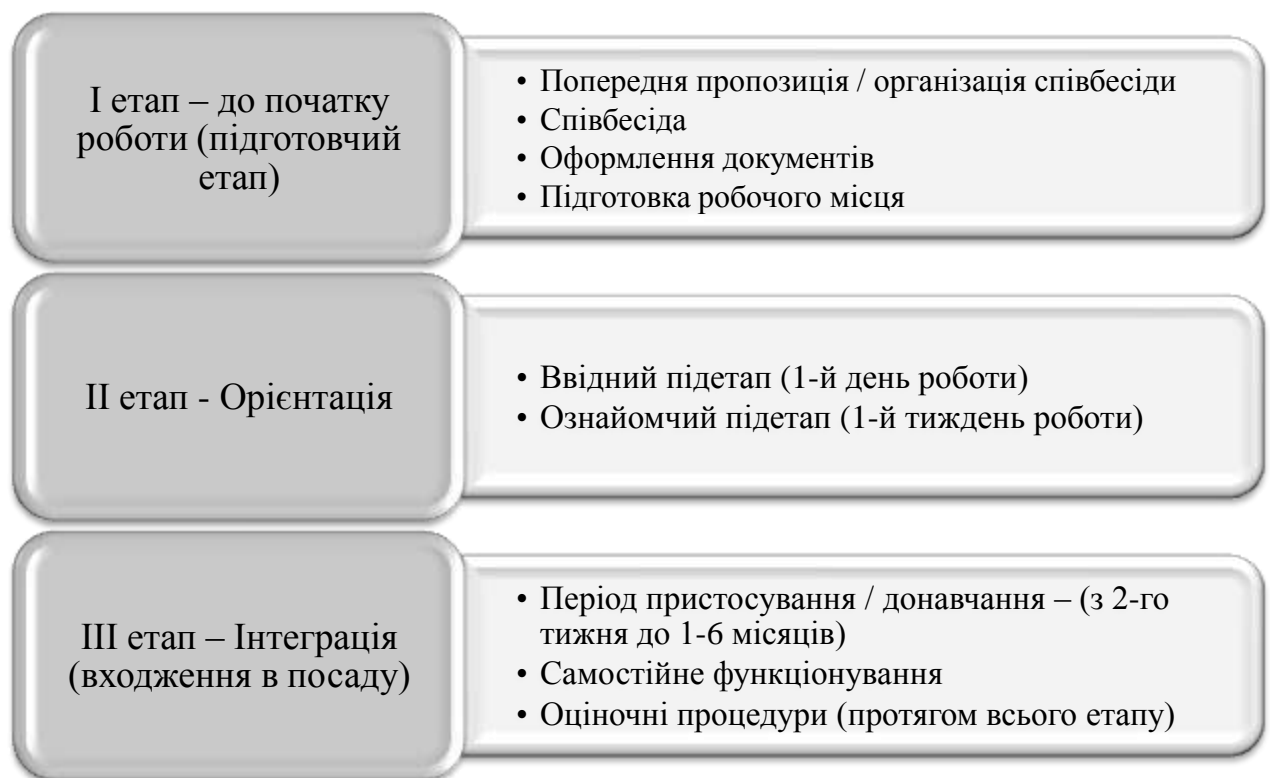 І етап – до початку
роботи (підготовчий
етап)
• Попередня пропозиція / організація співбесіди
• Співбесіда
• Оформлення документів
• Підготовка робочого місця
ІІ етап - Орієнтація
• Ввідний підетап (1-й день роботи)
• Ознайомчий підетап (1-й тиждень роботи)
ІІІ етап – Інтеграція
(входження в посаду)
• Період пристосування / донавчання – (з 2-го
тижня до 1-6 місяців)
• Самостійне функціонування
• Оціночні процедури (протягом всього етапу)